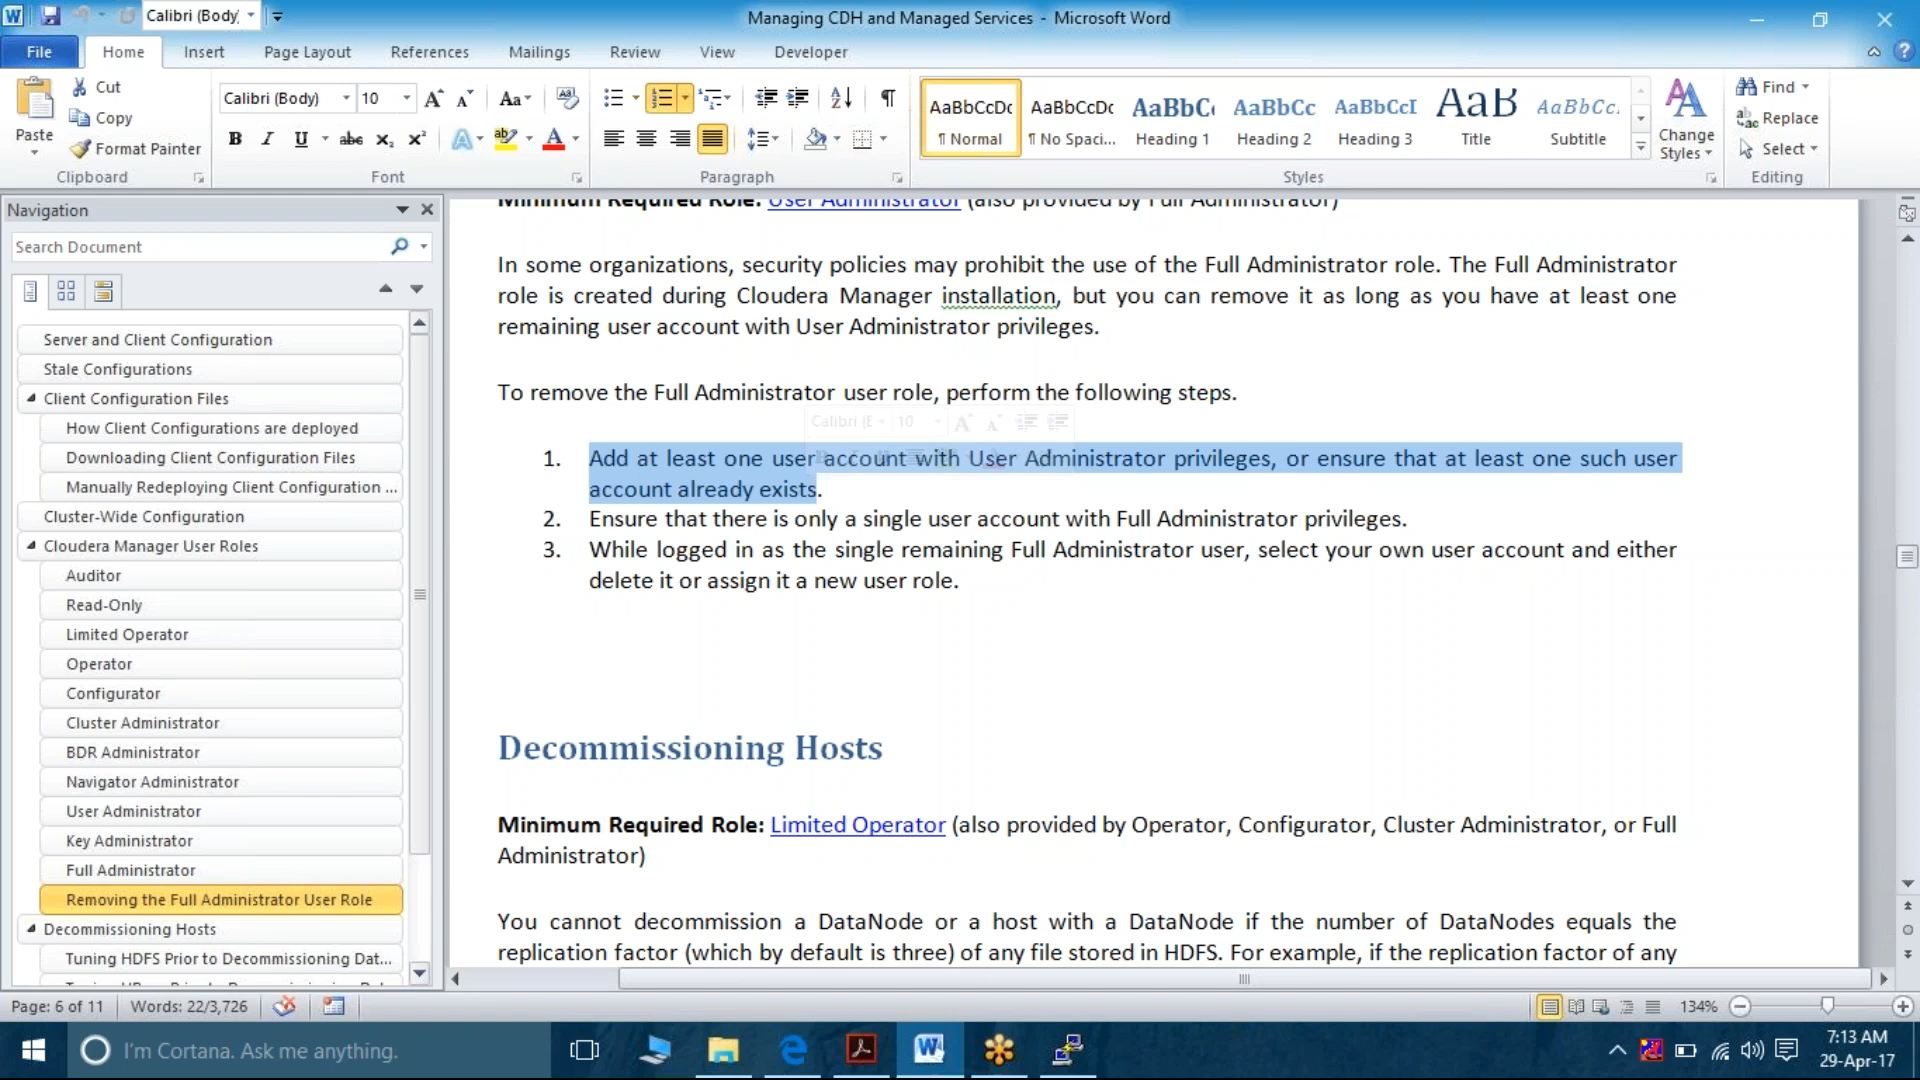 Calibri (Body)
Managing CDH and Managed Services - Microsoft Word
File Home Insert Page Layout References Mailings Review View Developer
Paste
Cut
Copy
Format Painter
Clipboard
Calibri (Body) 10
Font
Paragraph
AaBbCcDc
¶ Normal
AaBbCcDc
¶ No Spaci...
AaBbC
Heading 1
AaBbCc
Heading 2
AaBbCcI
Heading 3
AaB
Title
AaBbCc.
Subtitle
Change
Styles
Styles
Find
Replace
Select
Editing
Navigation
Search Document
Server and Client Configuration
Stale Configurations
Client Configuration Files
How Client Configurations are deployed
Downloading Client Configuration Files
Manually Redeploying Client Configuration ...
Cluster-Wide Configuration
Cloudera Manager User Roles
Auditor
Read-Only
Limited Operator
Operator
Configurator
Cluster Administrator
BDR Administrator
Navigator Administrator
User Administrator
Key Administrator
Full Administrator
Removing the Full Administrator User Role
Decommissioning Hosts
Tuning HDFS Prior to Decommissioning Dat...
Minimum Required Role: User Administrator (also provided by Full Administrator)
In some organizations, security policies may prohibit the use of the Full Administrator role. The Full Administrator
role is created during Cloudera Manager installation, but you can remove it as long as you have at least one
remaining user account with User Administrator privileges.
To remove the Full Administrator user role, perform the following steps.
Calibri (E 10
1. Add at least one user account with User Administrator privileges, or ensure that at least one such user
account already exists.
2. Ensure that there is only a single user account with Full Administrator privileges.
3. While logged in as the single remaining Full Administrator user, select your own user account and either
delete it or assign it a new user role.
Decommissioning Hosts
Minimum Required Role: Limited Operator (also provided by Operator, Configurator, Cluster Administrator, or Full
Administrator)
You cannot decommission a DataNode or a host with a DataNode if the number of DataNodes equals the
replication factor (which by default is three) of any file stored in HDFS. For example, if the replication factor of any
Page: 6 of 11 Words: 22/3,726
134%
I'm Cortana. Ask me anything.
7:13 AM
29-Apr-17